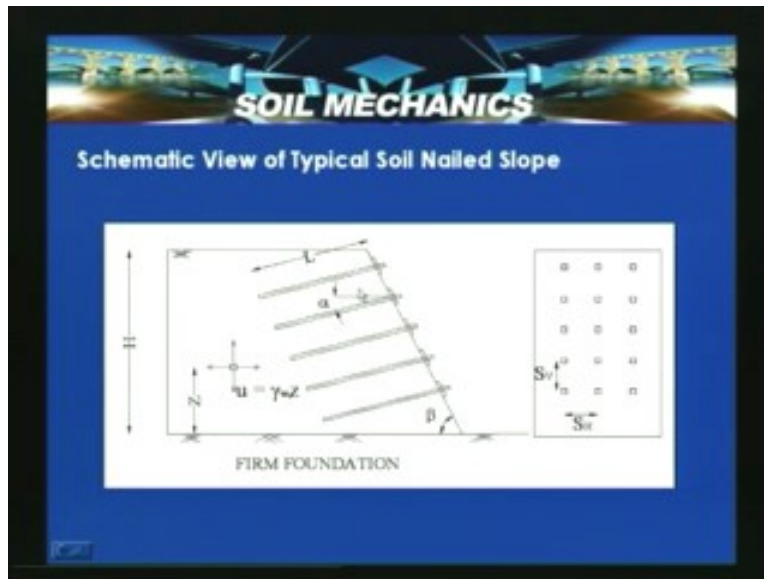 SOIL MECHANICS
Schematic View of Typical Soil Nailed Slope
L
α
H
Z
u = γwz
β
FIRM FOUNDATION
Sv
SH